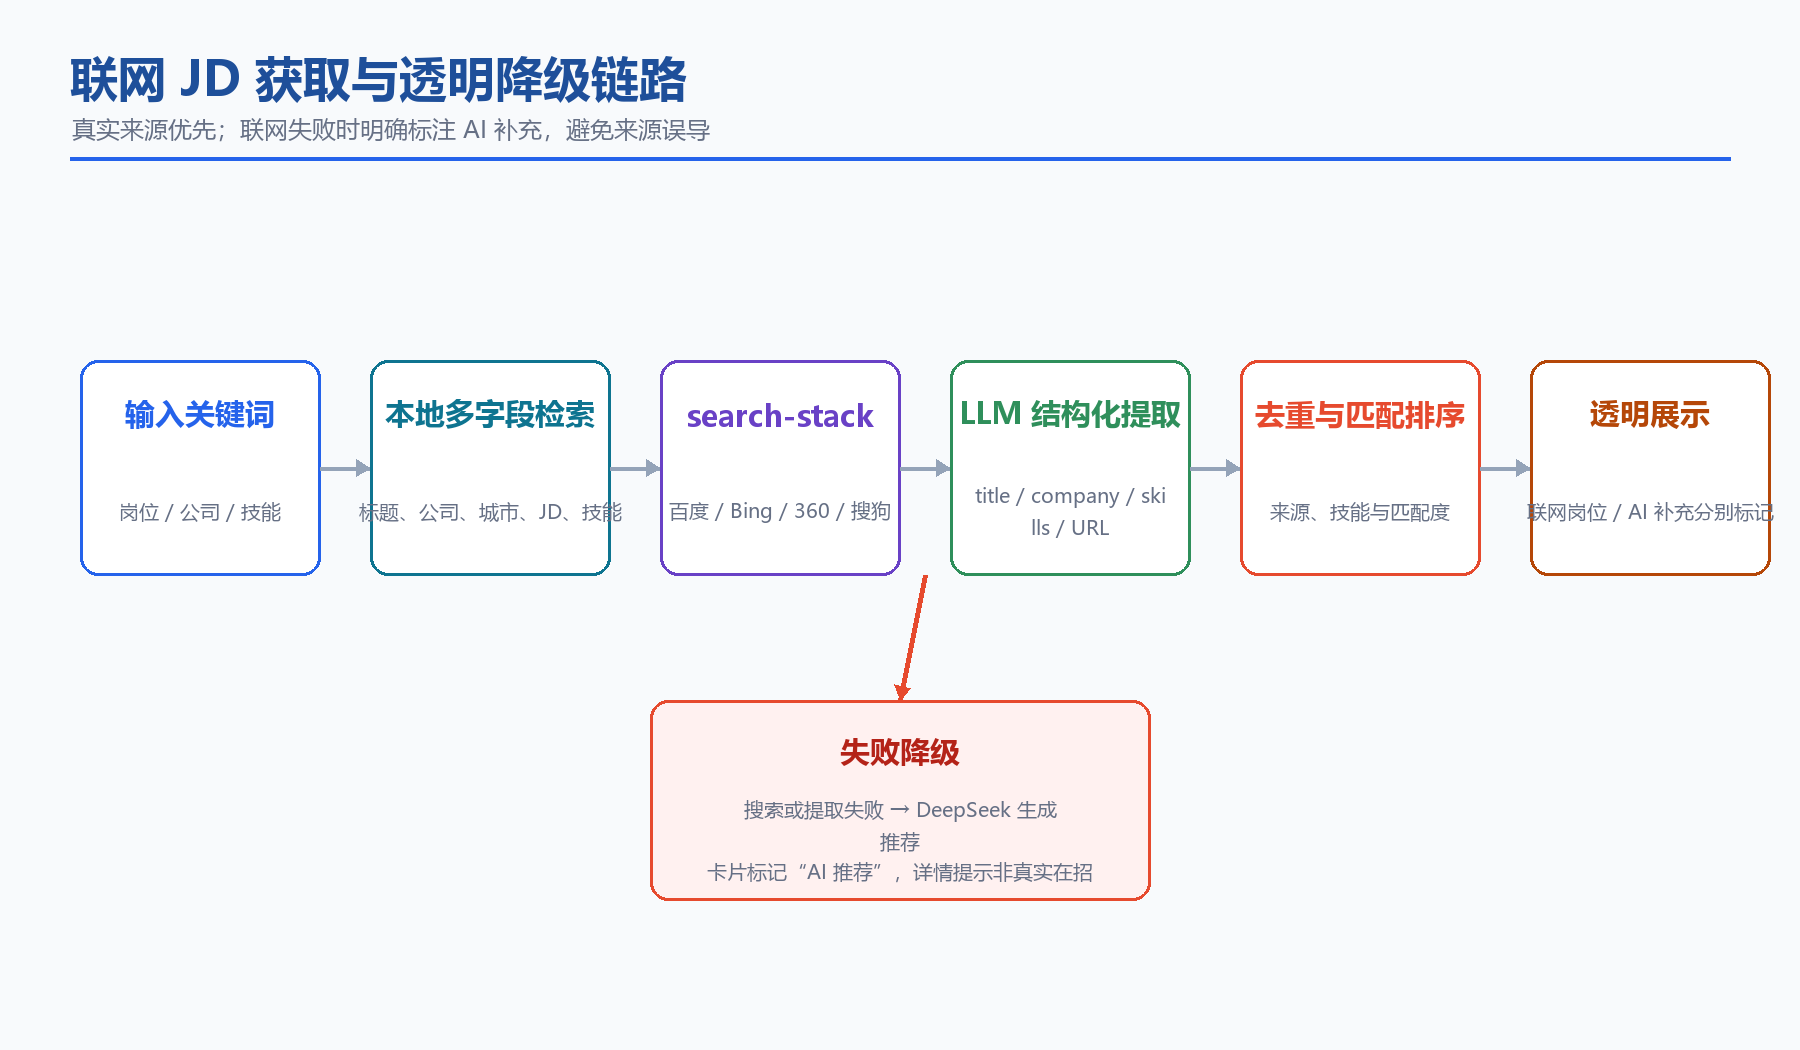 联网 JD 获取与透明降级链路
真实来源优先；联网失败时明确标注 AI 补充，避免来源误导
输入关键词
岗位 / 公司 / 技能
本地多字段检索
标题、公司、城市、JD、技能
search-stack
百度 / Bing / 360 / 搜狗
LLM 结构化提取
title / company / ski
lls / URL
去重与匹配排序
来源、技能与匹配度
透明展示
联网岗位 / AI 补充分别标记
失败降级
搜索或提取失败 → DeepSeek 生成
推荐
卡片标记“AI 推荐”，详情提示非真实在招